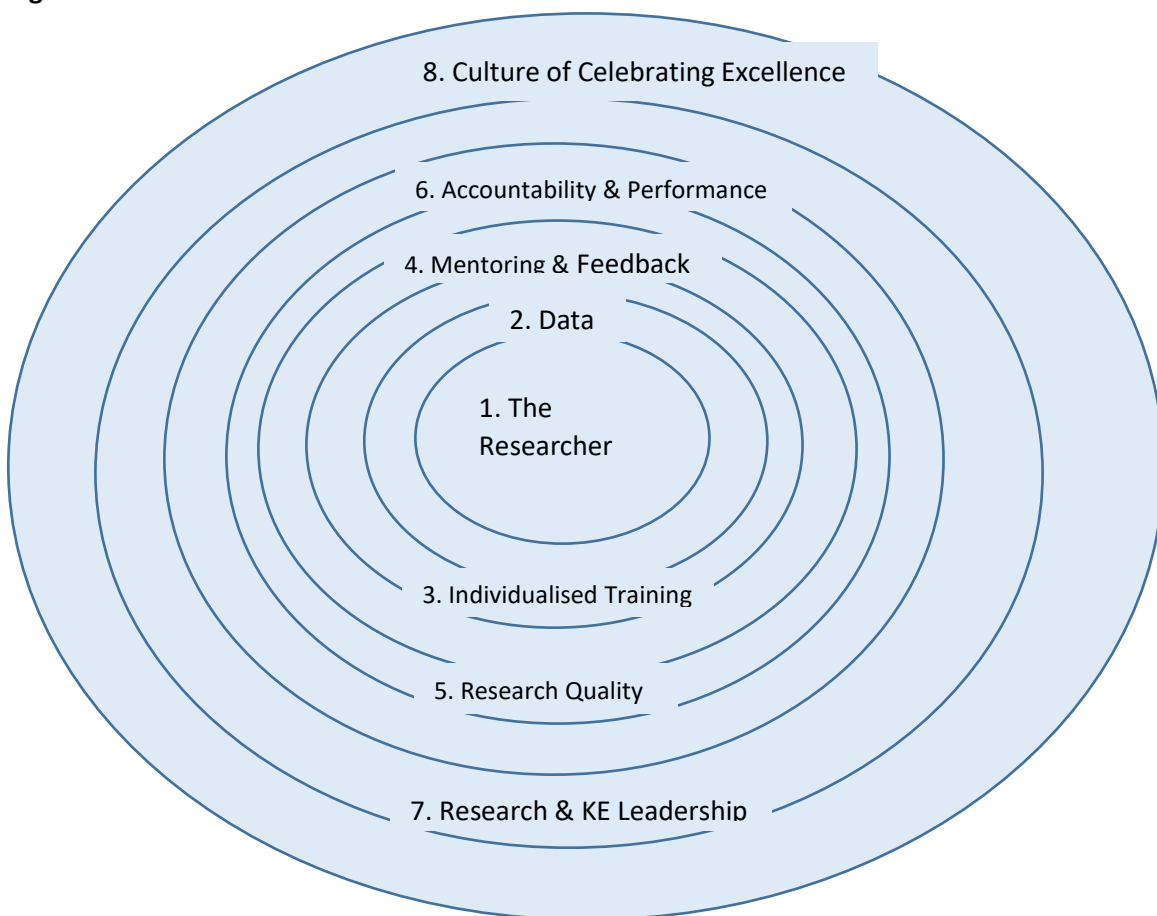 8. Culture of Celebrating Excellence
6. Accountability & Performance
4. Mentoring & Feedback
2. Data
1. The
Researcher
3. Individualised Training
5. Research Quality
7. Research & KE Leadership